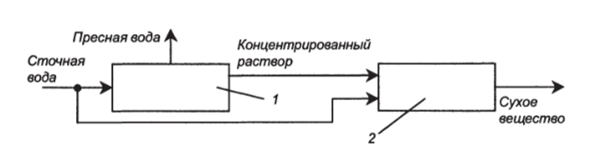 Пресная вода
Концентрированный
раствор
Сточная
вода
1
2
Сухое
вещество